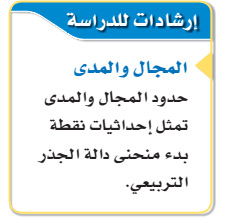 إرشادات للدراسة
المجال والمدى
حدود المجال والمدى
تمثل إحداثيات نقطة
بدء منحنى دالة الجذر
التربيعي.